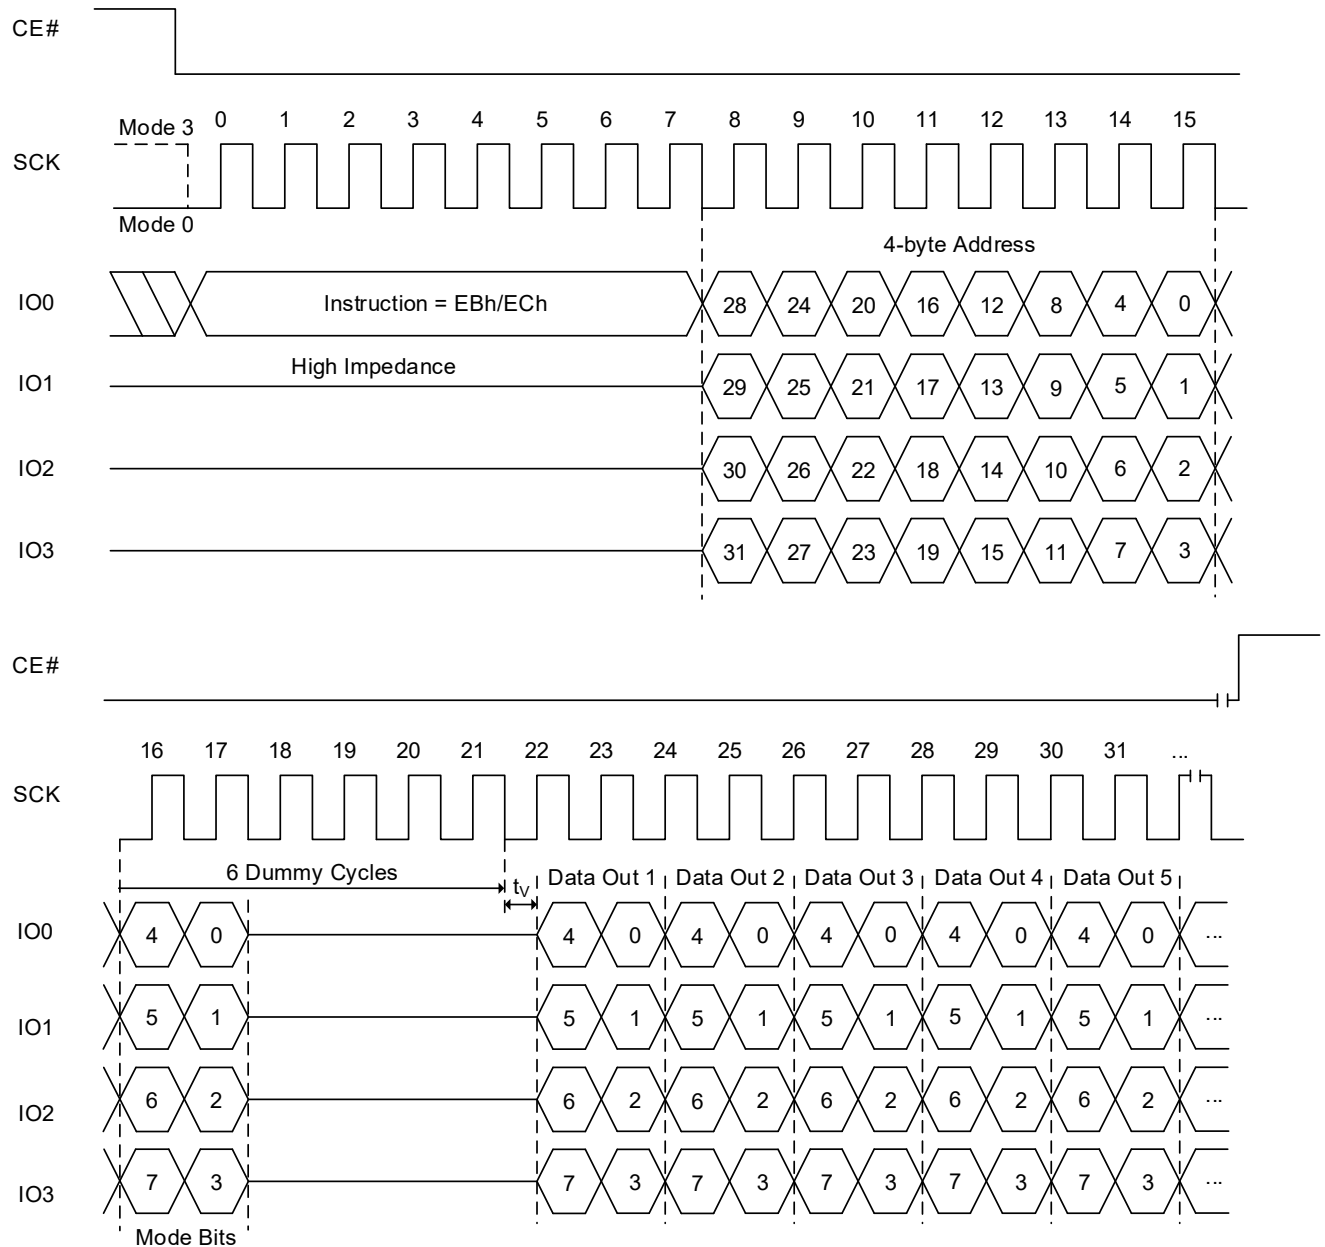 CE#
Mode 3 0 1 2 3 4 5 6 7 8 9 10 11 12 13 14 15
SCK
Mode 0
4-byte Address
IO0 Instruction = EBh/ECh 28 24 20 16 12 8 4 0
High Impedance
IO1 29 25 21 17 13 9 5 1
IO2 30 26 22 18 14 10 6 2
IO3 31 27 23 19 15 11 7 3
CE#
16 17 18 19 20 21 22 23 24 25 26 27 28 29 30 31 ...
SCK
6 Dummy Cycles tV Data Out 1 Data Out 2 Data Out 3 Data Out 4 Data Out 5
IO0 4 0 4 0 4 0 4 0 4 0 4 0 ...
IO1 5 1 5 1 5 1 5 1 5 1 5 1 ...
IO2 6 2 6 2 6 2 6 2 6 2 6 2 ...
IO3 7 3 7 3 7 3 7 3 7 3 7 3 ...
Mode Bits